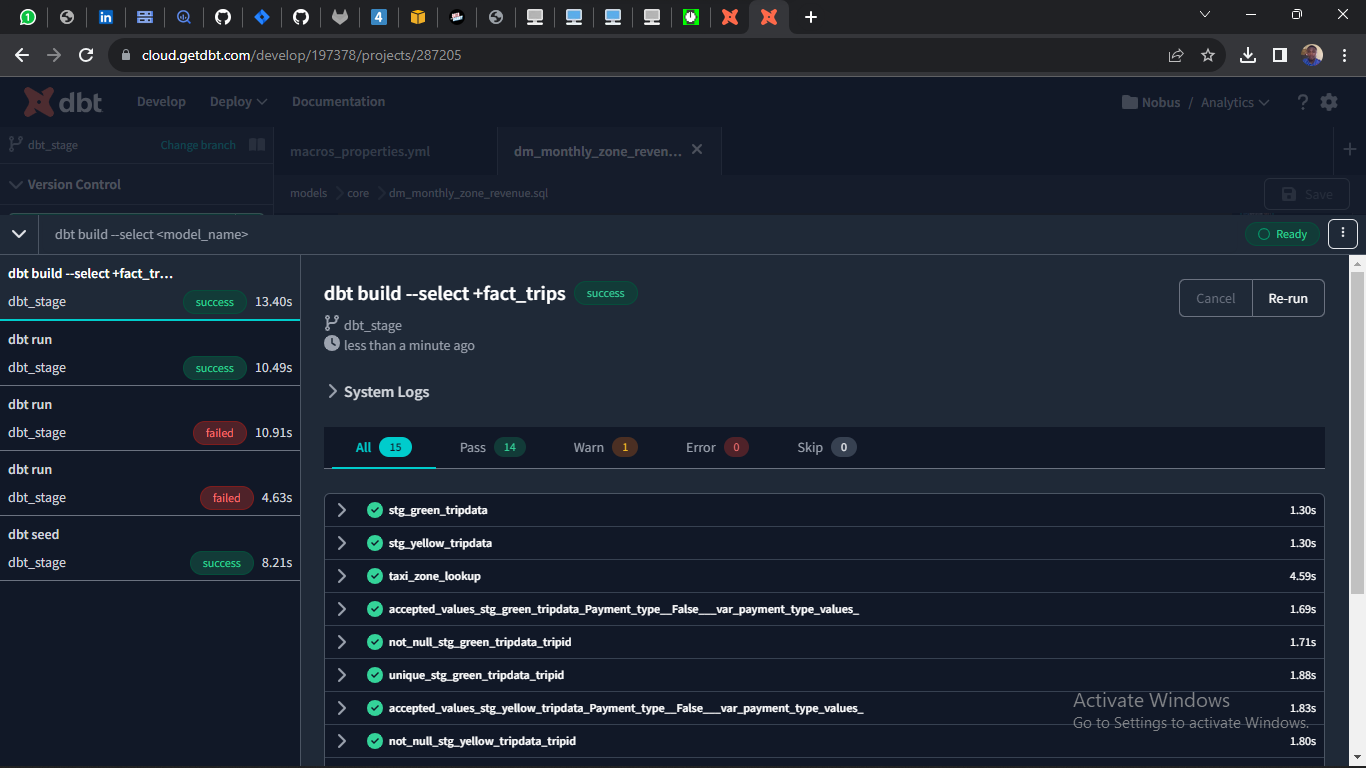 1
in
4
cloud.getdbt.com/develop/197378/projects/287205
dbt
Develop
Deploy
Documentation
Nobus / Analytics
?
dbt_stage
Change branch
macros_properties.yml
dm_monthly_zone_reven...
Version Control
models
core
dm_monthly_zone_revenue.sql
Save
dbt build --select <model_name>
Ready
dbt build --select +fact_tr...
dbt_stage success 13.40s
dbt run
dbt_stage success 10.49s
dbt run
dbt_stage failed 10.91s
dbt run
dbt_stage failed 4.63s
dbt seed
dbt_stage success 8.21s
dbt build --select +fact_trips success
Cancel
Re-run
dbt_stage
less than a minute ago
System Logs
All 15
Pass 14
Warn 1
Error 0
Skip 0
stg_green_tripdata 1.30s
stg_yellow_tripdata 1.30s
taxi_zone_lookup 4.59s
accepted_values_stg_green_tripdata_Payment_type__False___var_payment_type_values_ 1.69s
not_null_stg_green_tripdata_tripid 1.71s
unique_stg_green_tripdata_tripid 1.88s
accepted_values_stg_yellow_tripdata_Payment_type__False___var_payment_type_values_ 1.83s
not_null_stg_yellow_tripdata_tripid 1.80s
Activate Windows
Go to Settings to activate Windows.